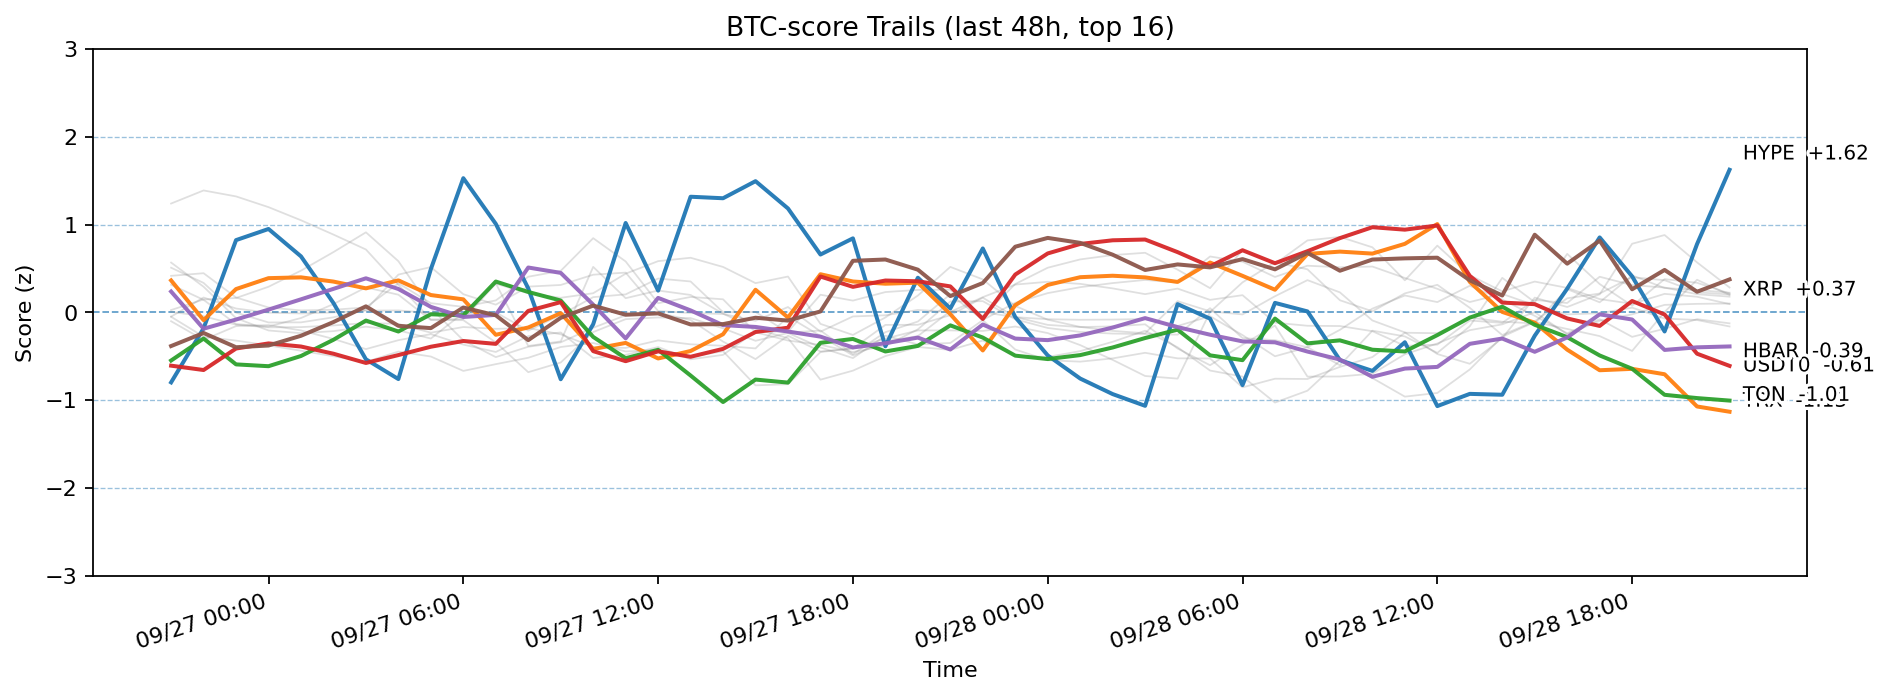 BTC-score Trails (last 48h, top 16)
3
2
1
0
−1
−2
−3
Score (z)
HYPE +1.62
XRP +0.37
HBAR -0.39
USDT0 -0.61
TON -1.01
09/27 00:00
09/27 06:00
09/27 12:00
09/27 18:00
09/28 00:00
09/28 06:00
09/28 12:00
09/28 18:00
Time